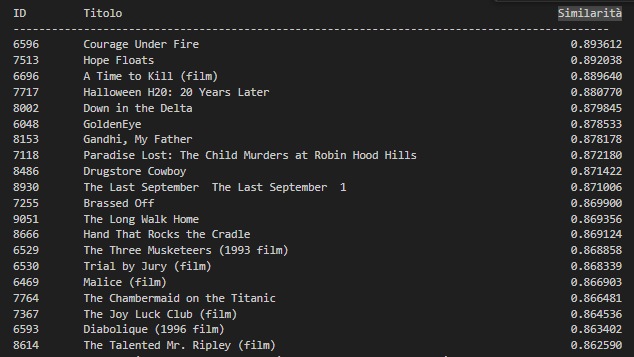 ID Titolo Similarità
--------------------------------------------------------------------------------------------
6596 Courage Under Fire 0.893612
7513 Hope Floats 0.892038
6696 A Time to Kill (film) 0.889640
7717 Halloween H20: 20 Years Later 0.880770
8002 Down in the Delta 0.879845
6048 GoldenEye 0.878533
8153 Gandhi, My Father 0.878178
7118 Paradise Lost: The Child Murders at Robin Hood Hills 0.872180
8486 Drugstore Cowboy 0.871422
8930 The Last September  The Last September  1 0.871006
7255 Brassed Off 0.869900
9051 The Long Walk Home 0.869356
8666 Hand That Rocks the Cradle 0.869124
6529 The Three Musketeers (1993 film) 0.868858
6530 Trial by Jury (film) 0.868339
6469 Malice (film) 0.866903
7764 The Chambermaid on the Titanic 0.866481
7367 The Joy Luck Club (film) 0.864536
6593 Diabolique (1996 film) 0.863402
8614 The Talented Mr. Ripley (film) 0.862590